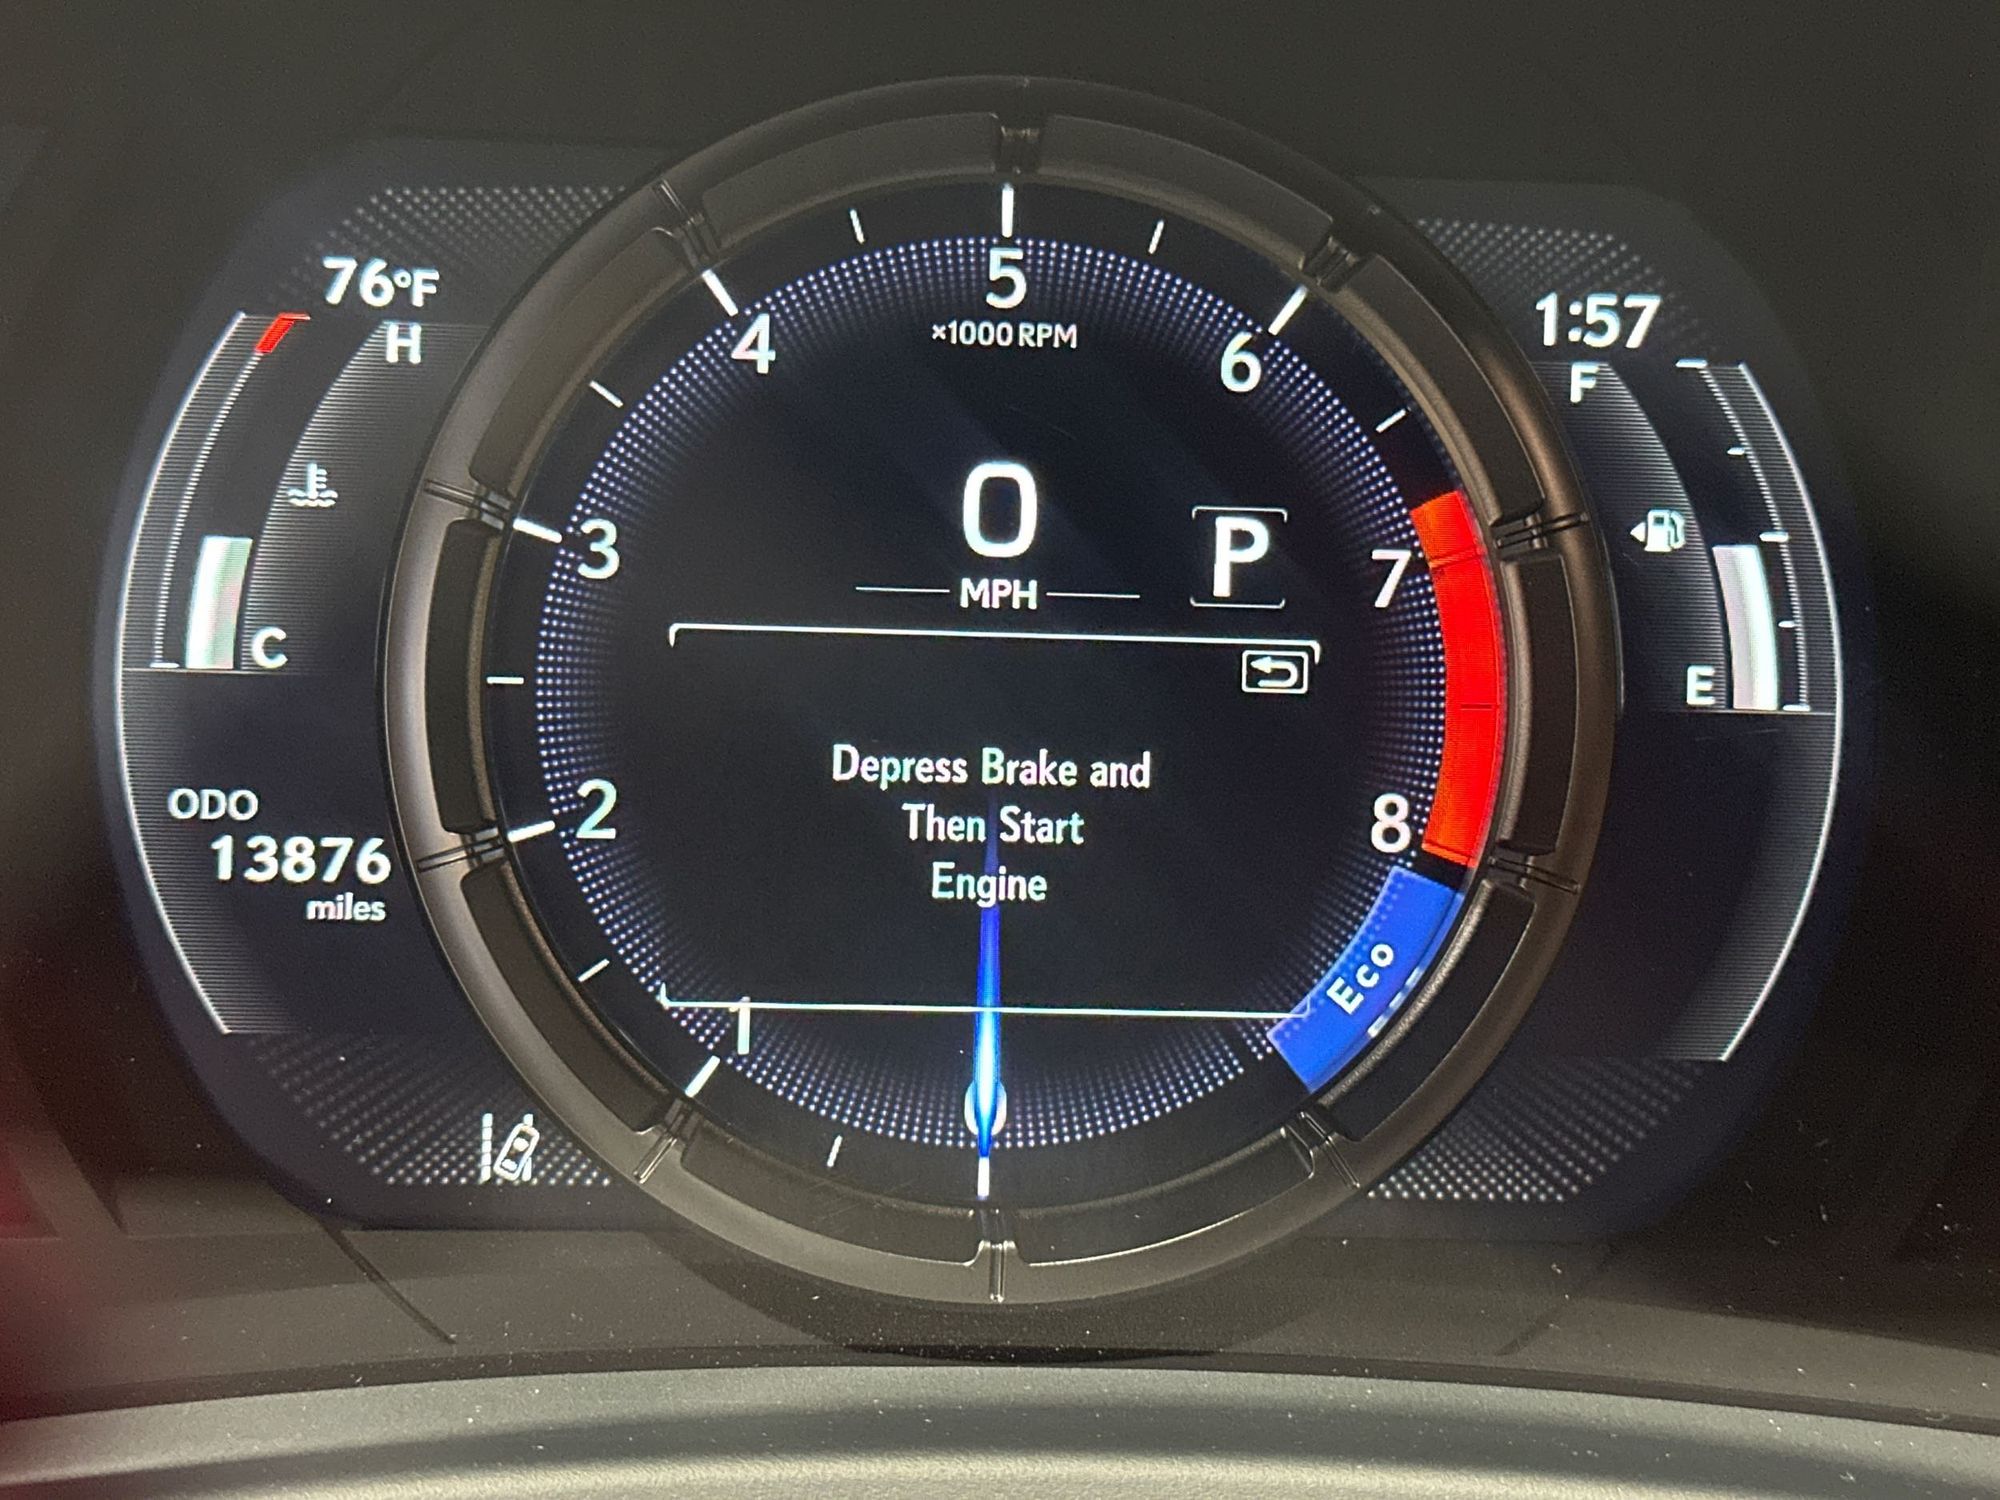 76°F
H
C
ODO
13876
miles
5
×1000 RPM
4
6
3
7
2
8
1
0
0
MPH
P
Depress Brake and
Then Start
Engine
Eco
1:57
F
E